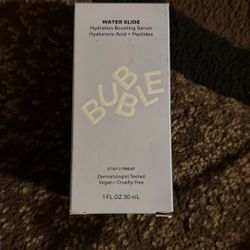 WATER SLIDE
Hydration Boosting Serum
Hyaluronic Acid + Peptides
BUBBLE
STEP 2 TREAT
Dermatologist Tested
Vegan • Cruelty-Free
1 FL OZ 30 mL